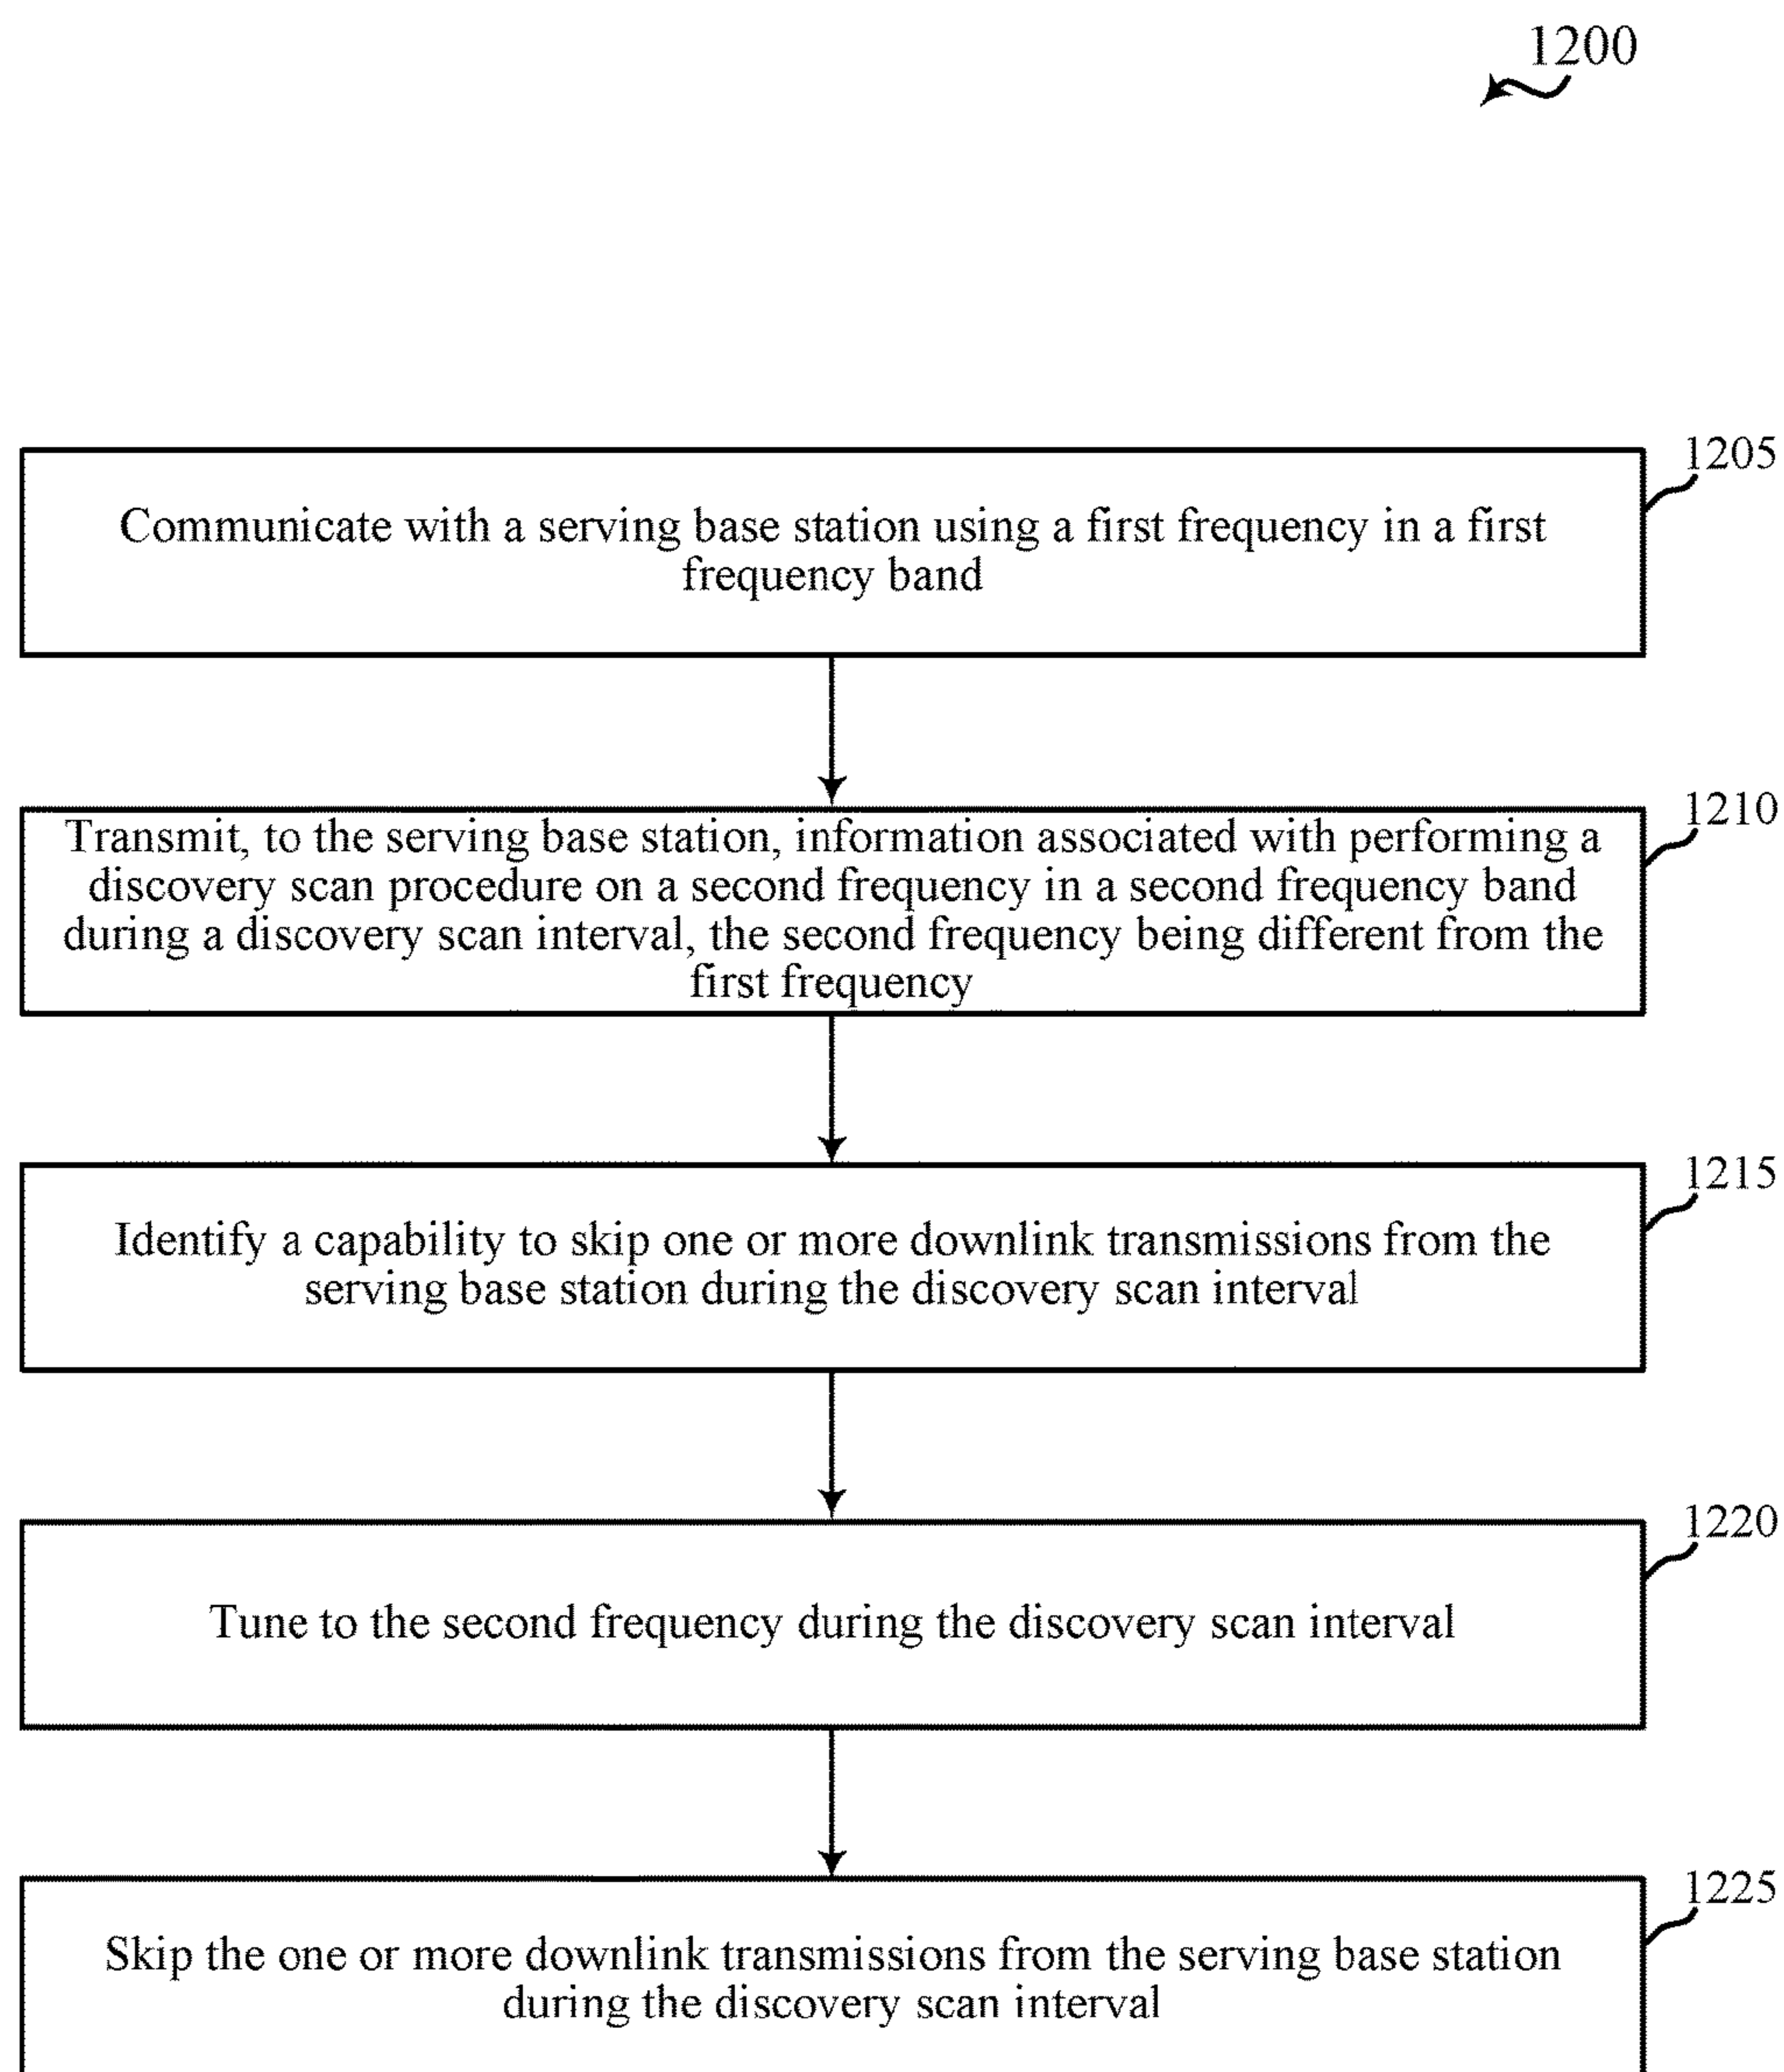 1200
1205
Communicate with a serving base station using a first frequency in a first
frequency band
1210
Transmit, to the serving base station, information associated with performing a
discovery scan procedure on a second frequency in a second frequency band
during a discovery scan interval, the second frequency being different from the
first frequency
1215
Identify a capability to skip one or more downlink transmissions from the
serving base station during the discovery scan interval
1220
Tune to the second frequency during the discovery scan interval
1225
Skip the one or more downlink transmissions from the serving base station
during the discovery scan interval